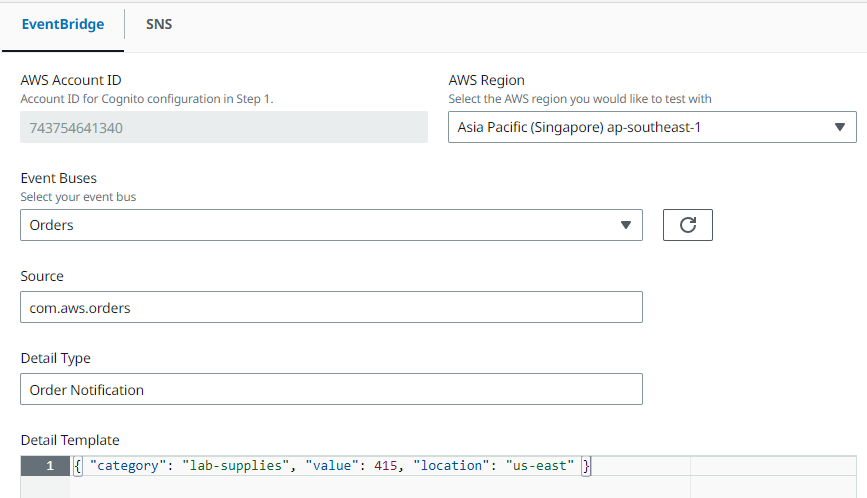 EventBridge SNS
AWS Account ID AWS Region
Account ID for Cognito configuration in Step 1. Select the AWS region you would like to test with
743754641340 Asia Pacific (Singapore) ap-southeast-1
Event Buses
Select your event bus
Orders
Source
com.aws.orders
Detail Type
Order Notification
Detail Template
1 { "category": "lab-supplies", "value": 415, "location": "us-east" }